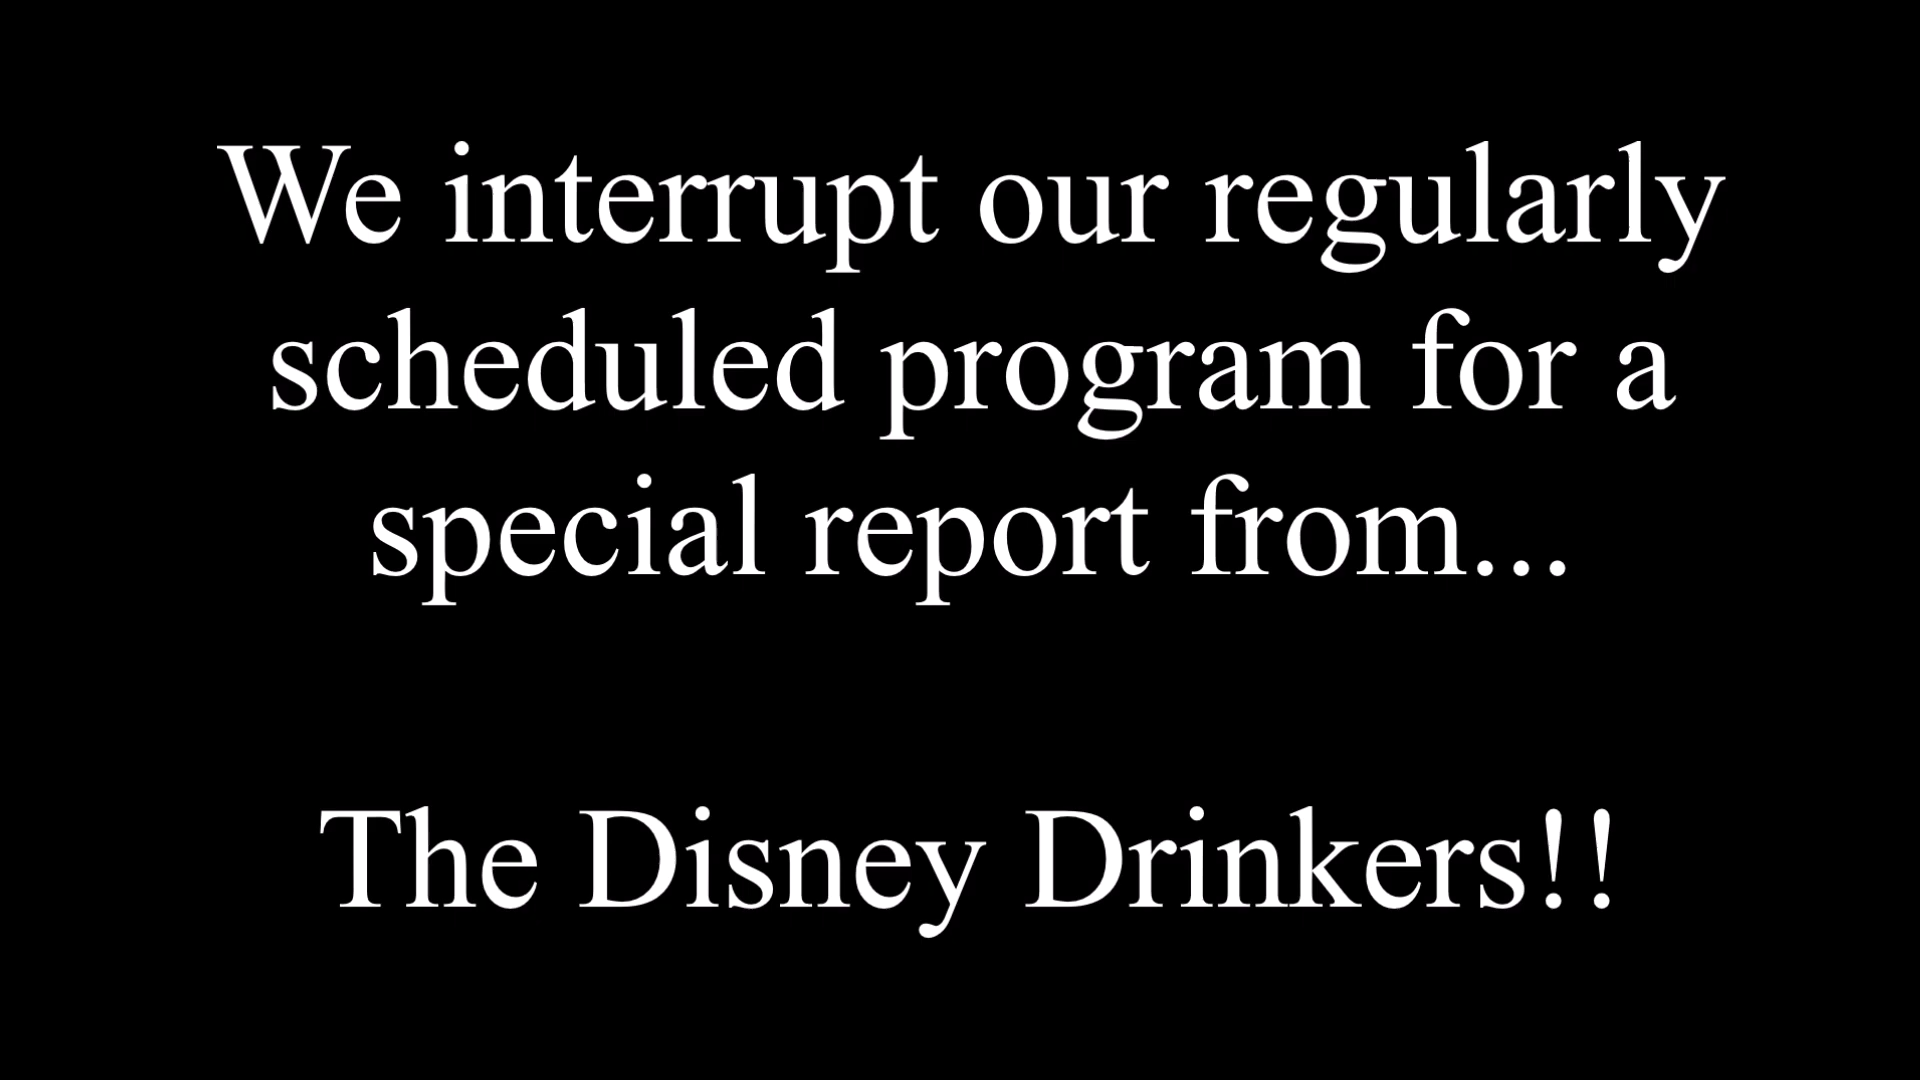 We interrupt our regularly
scheduled program for a
special report from...
The Disney Drinkers!!